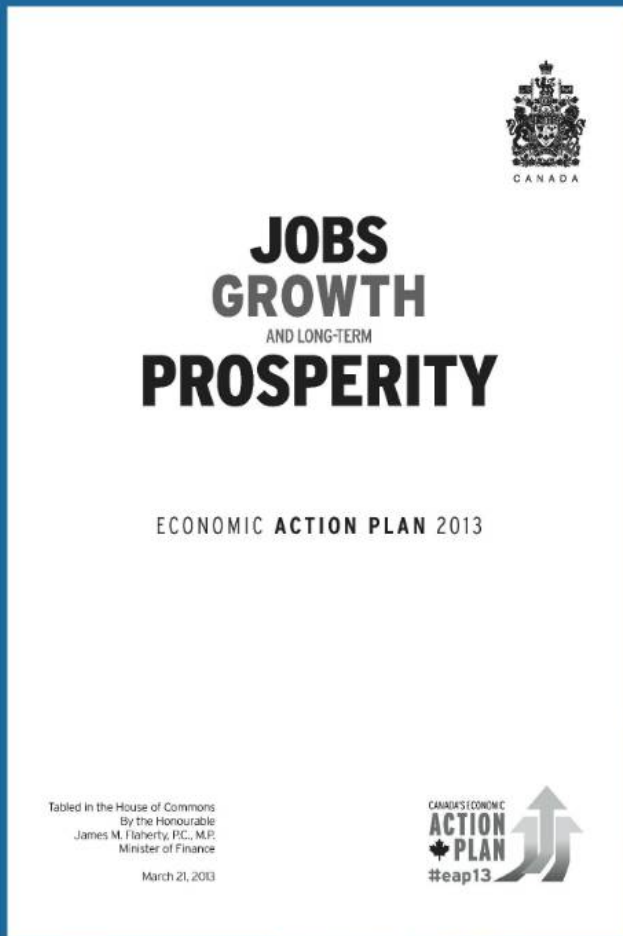 CANADA
JOBS
GROWTH
AND LONG-TERM
PROSPERITY
ECONOMIC ACTION PLAN 2013
Tabled in the House of Commons
By the Honourable
James M. Flaherty, P.C., M.P.
Minister of Finance
March 21, 2013
CANADA'S ECONOMIC
ACTION
PLAN
#eap13